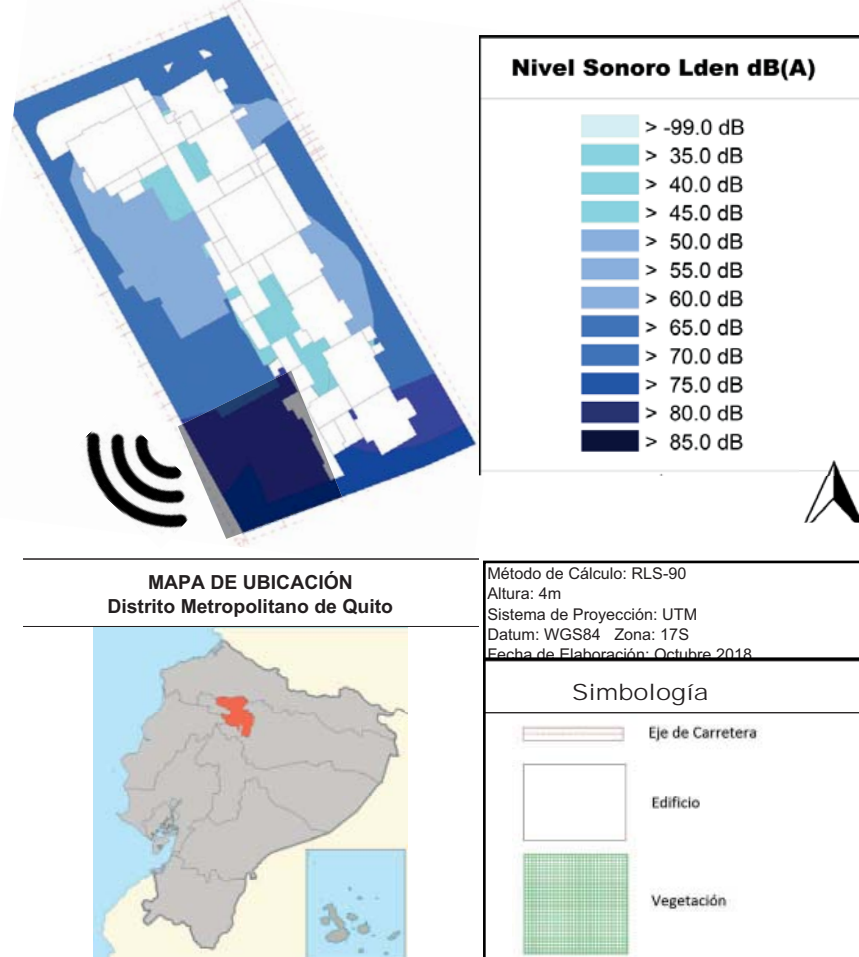 Nivel Sonoro Lden dB(A)
> -99.0 dB
> 35.0 dB
> 40.0 dB
> 45.0 dB
> 50.0 dB
> 55.0 dB
> 60.0 dB
> 65.0 dB
> 70.0 dB
> 75.0 dB
> 80.0 dB
> 85.0 dB
MAPA DE UBICACIÓN
Distrito Metropolitano de Quito
Método de Cálculo: RLS-90
Altura: 4m
Sistema de Proyección: UTM
Datum: WGS84 Zona: 17S
Fecha de Elaboración: Octubre 2018
Simbología
Eje de Carretera
Edificio
Vegetación